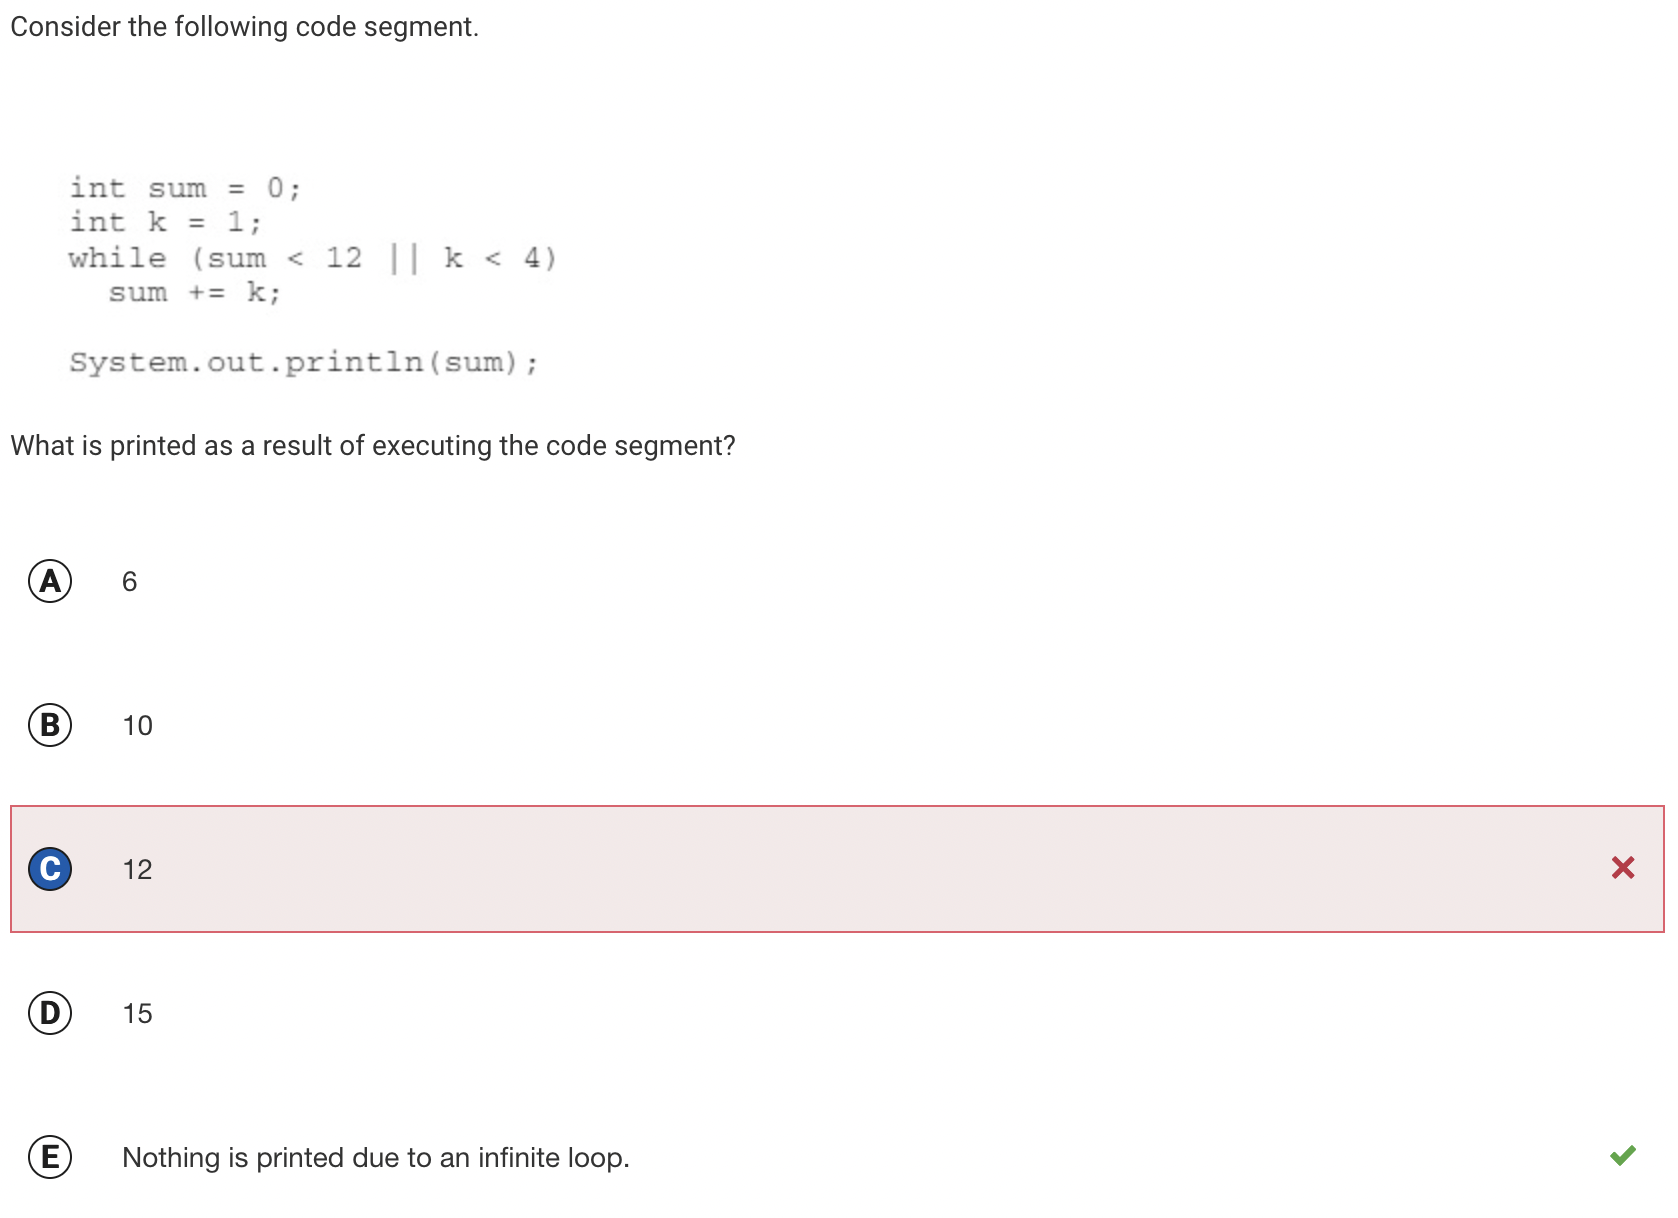 Consider the following code segment.
int sum = 0;
int k = 1;
while (sum < 12 || k < 4)
  sum += k;
System.out.println(sum);
What is printed as a result of executing the code segment?
A 6
B 10
C 12
D 15
E Nothing is printed due to an infinite loop.